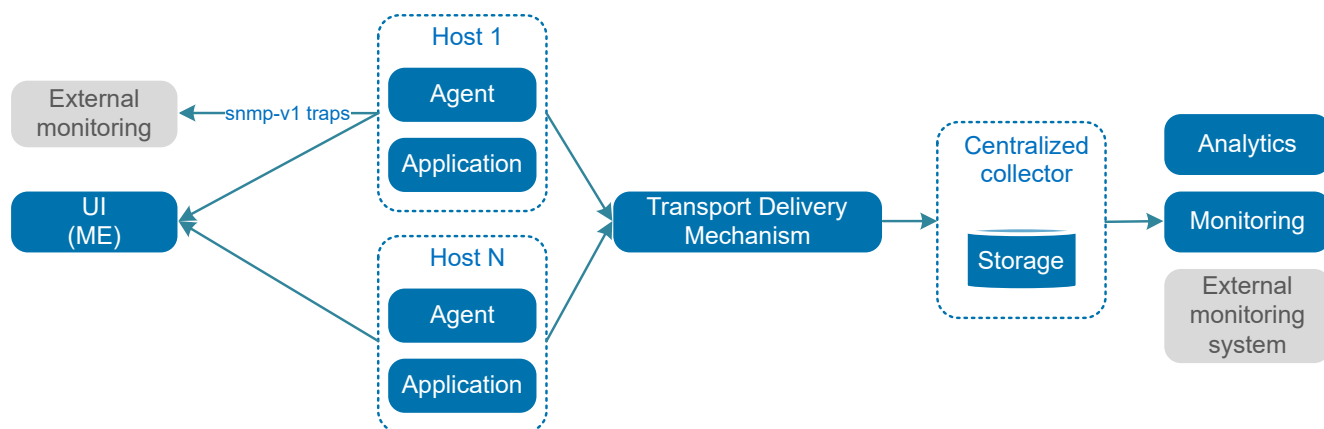 External
monitoring
snmp-v1 traps
UI
(ME)
Host 1
Agent
Application
Host N
Agent
Application
Transport Delivery
Mechanism
Centralized
collector
Storage
Analytics
Monitoring
External
monitoring
system